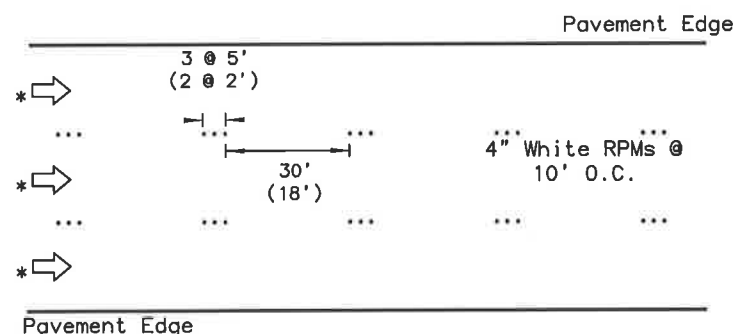 Pavement Edge
3 @ 5'
(2 @ 2')
*
4" White RPMs @
10' O.C.
*
30'
(18')
*
Pavement Edge